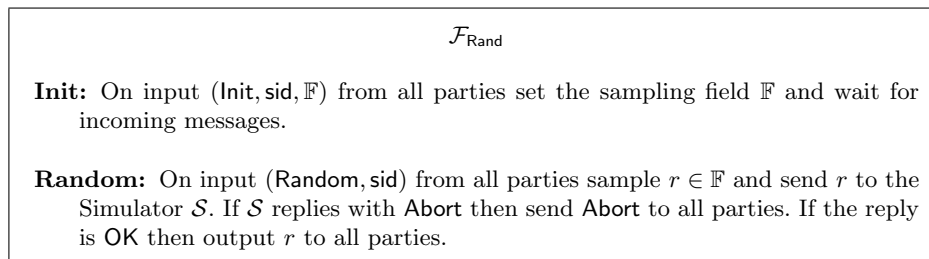 𝓕_Rand
Init: On input (Init, sid, 𝔽) from all parties set the sampling field 𝔽 and wait for
incoming messages.
Random: On input (Random, sid) from all parties sample r ∈ 𝔽 and send r to the
Simulator 𝓢. If 𝓢 replies with Abort then send Abort to all parties. If the reply
is OK then output r to all parties.